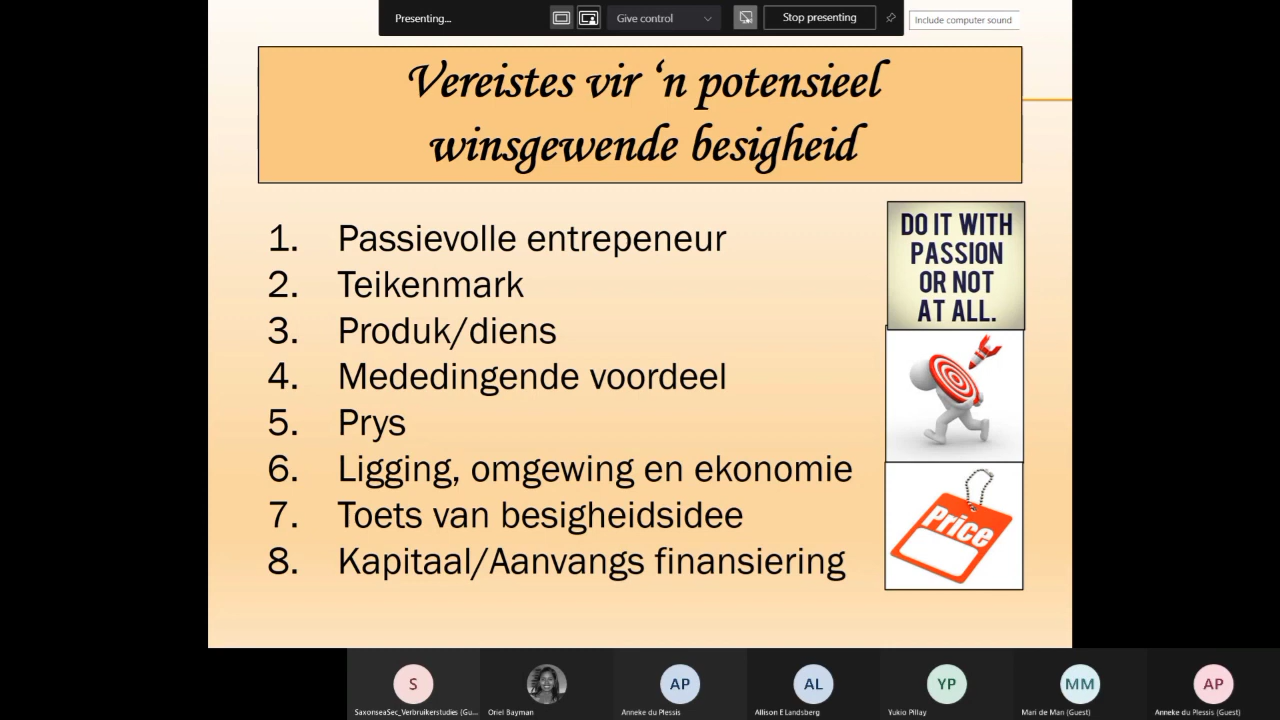 Presenting...
Give control
Stop presenting
Include computer sound
Vereistes vir ‘n potensieel
winsgewende besigheid
1. Passievolle entrepeneur
2. Teikenmark
3. Produk/diens
4. Mededingende voordeel
5. Prys
6. Ligging, omgewing en ekonomie
7. Toets van besigheidsidee
8. Kapitaal/Aanvangs finansiering
DO IT WITH
PASSION
OR NOT
AT ALL.
Price
S
AP
AL
YP
MM
AP
SaxonseaSec_Verbruikerstudies (Gu...
Oriel Bayman
Anneke du Plessis
Allison E Landsberg
Yukio Pillay
Mari de Man (Guest)
Anneke du Plessis (Guest)